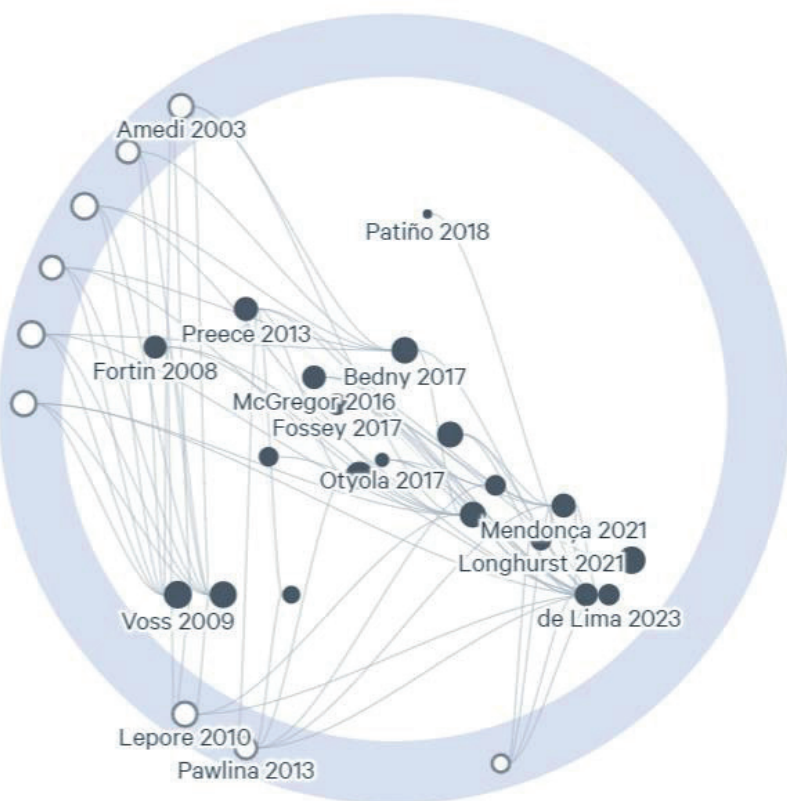 Amedi 2003
Patiño 2018
Preece 2013
Fortin 2008
Bedny 2017
McGregor 2016
Fossey 2017
Otyola 2017
Mendonça 2021
Longhurst 2021
de Lima 2023
Voss 2009
Lepore 2010
Pawlina 2013